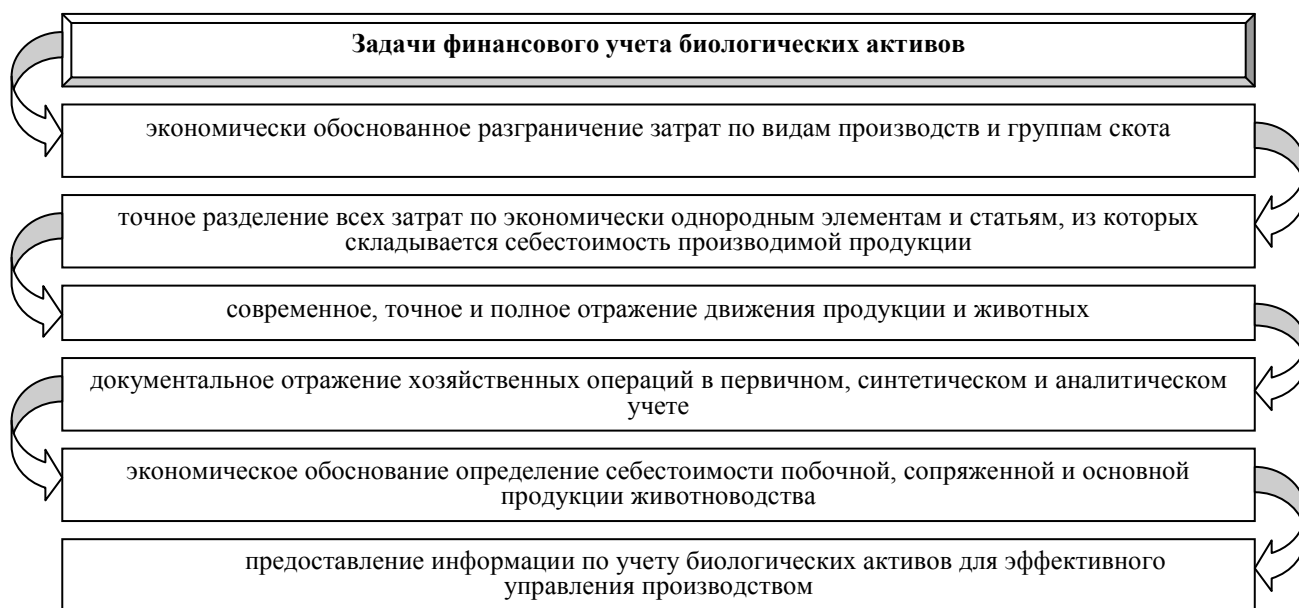 Задачи финансового учета биологических активов
экономически обоснованное разграничение затрат по видам производств и группам скота
точное разделение всех затрат по экономически однородным элементам и статьям, из которых
складывается себестоимость производимой продукции
современное, точное и полное отражение движения продукции и животных
документальное отражение хозяйственных операций в первичном, синтетическом и аналитическом
учете
экономическое обоснование определение себестоимости побочной, сопряженной и основной
продукции животноводства
предоставление информации по учету биологических активов для эффективного
управления производством